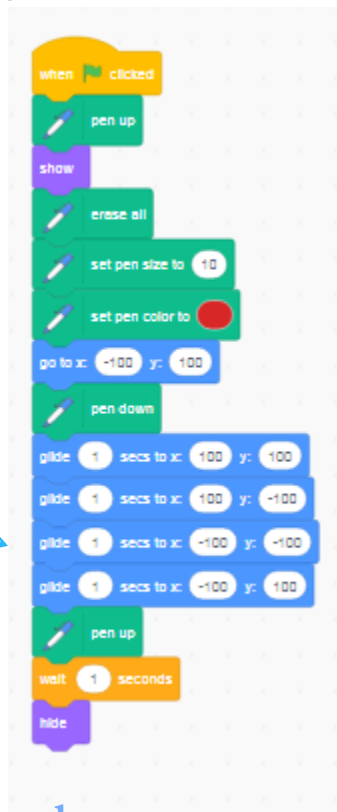 when clicked
pen up
show
erase all
set pen size to 10
set pen color to
go to x: -100 y: 100
pen down
glide 1 secs to x: 100 y: 100
glide 1 secs to x: 100 y: -100
glide 1 secs to x: -100 y: -100
glide 1 secs to x: -100 y: 100
pen up
wait 1 seconds
hide